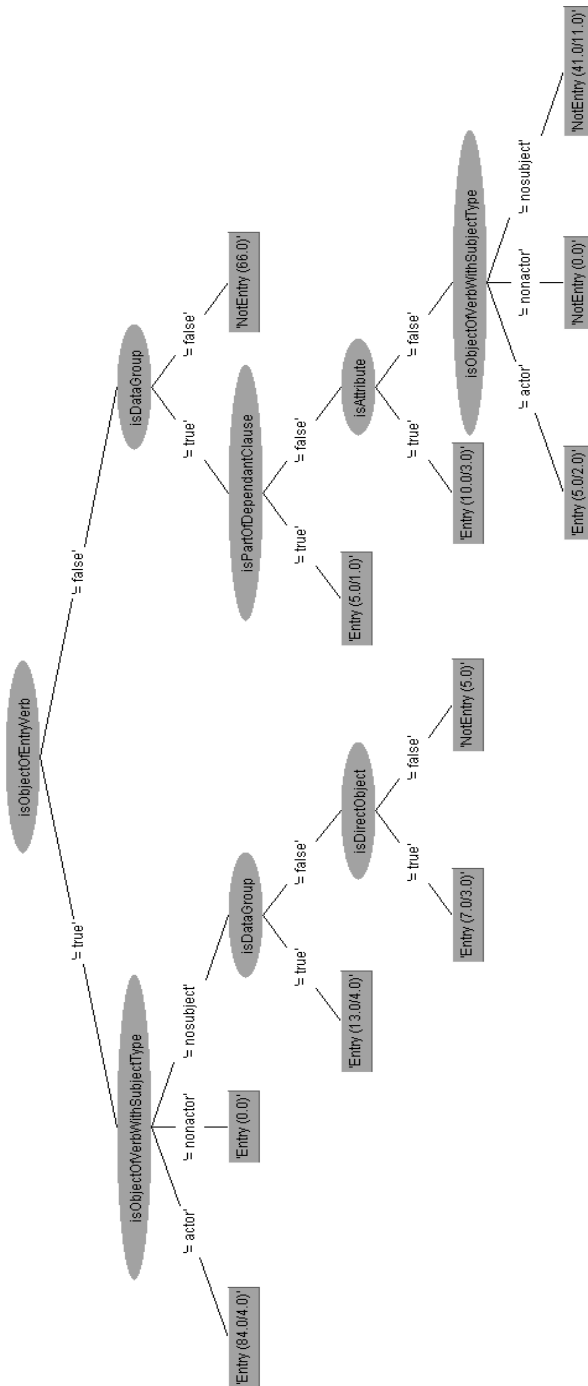 isObjectOfEntryVerb
'= true'
'= false'
isObjectOfVerbWithSubjectType
isDataGroup
'= actor'
'= nonactor'
'= nosubject'
'= true'
'= false'
'Entry (84.0/4.0)'
'Entry (0.0)'
isDataGroup
isPartOfDependantClause
'NotEntry (66.0)'
'= true'
'= false'
'= true'
'= false'
'Entry (13.0/4.0)'
isDirectObject
'Entry (5.0/1.0)'
isAttribute
'= true'
'= false'
'= true'
'= false'
'Entry (7.0/3.0)'
'NotEntry (5.0)'
'Entry (10.0/3.0)'
isObjectOfVerbWithSubjectType
'= actor'
'= nonactor'
'= nosubject'
'Entry (5.0/2.0)'
'NotEntry (0.0)'
'NotEntry (41.0/11.0)'